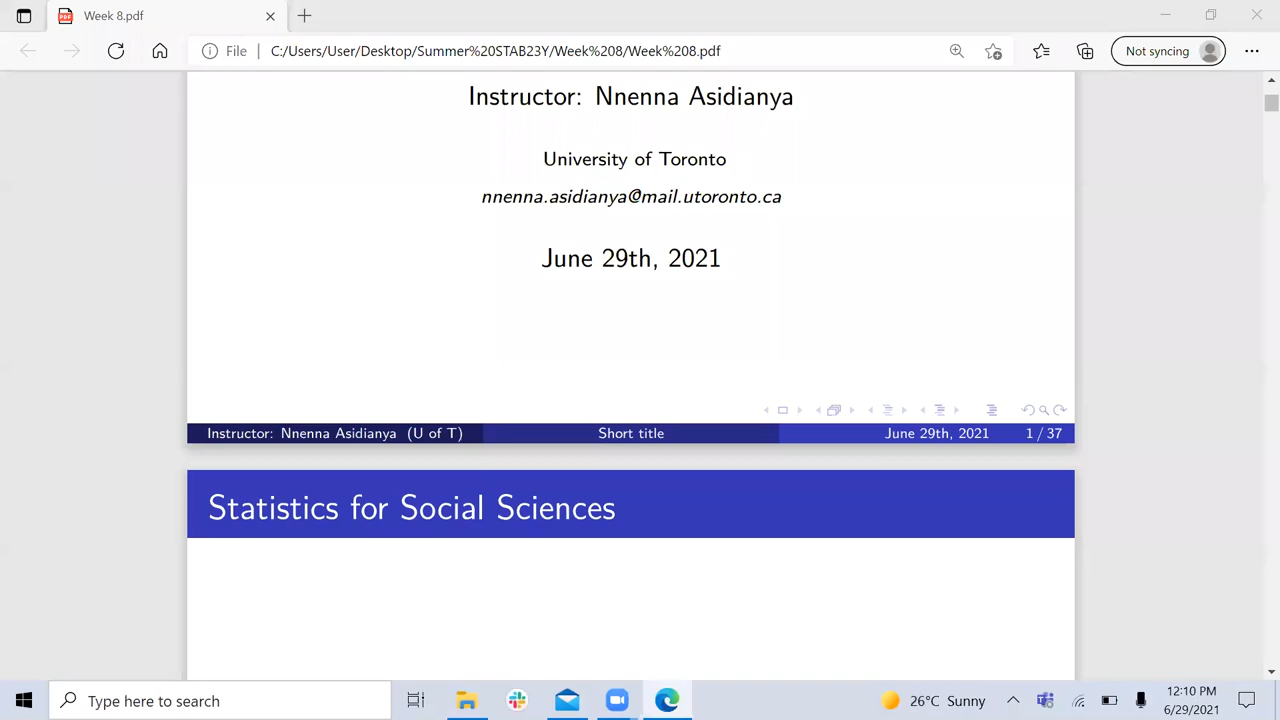 Week 8.pdf
File
C:/Users/User/Desktop/Summer%20STAB23Y/Week%208/Week%208.pdf
Not syncing
Instructor: Nnenna Asidianya
University of Toronto
nnenna.asidianya@mail.utoronto.ca
June 29th, 2021
Instructor: Nnenna Asidianya (U of T) Short title June 29th, 2021 1 / 37
Statistics for Social Sciences
Type here to search
26°C Sunny
12:10 PM
6/29/2021